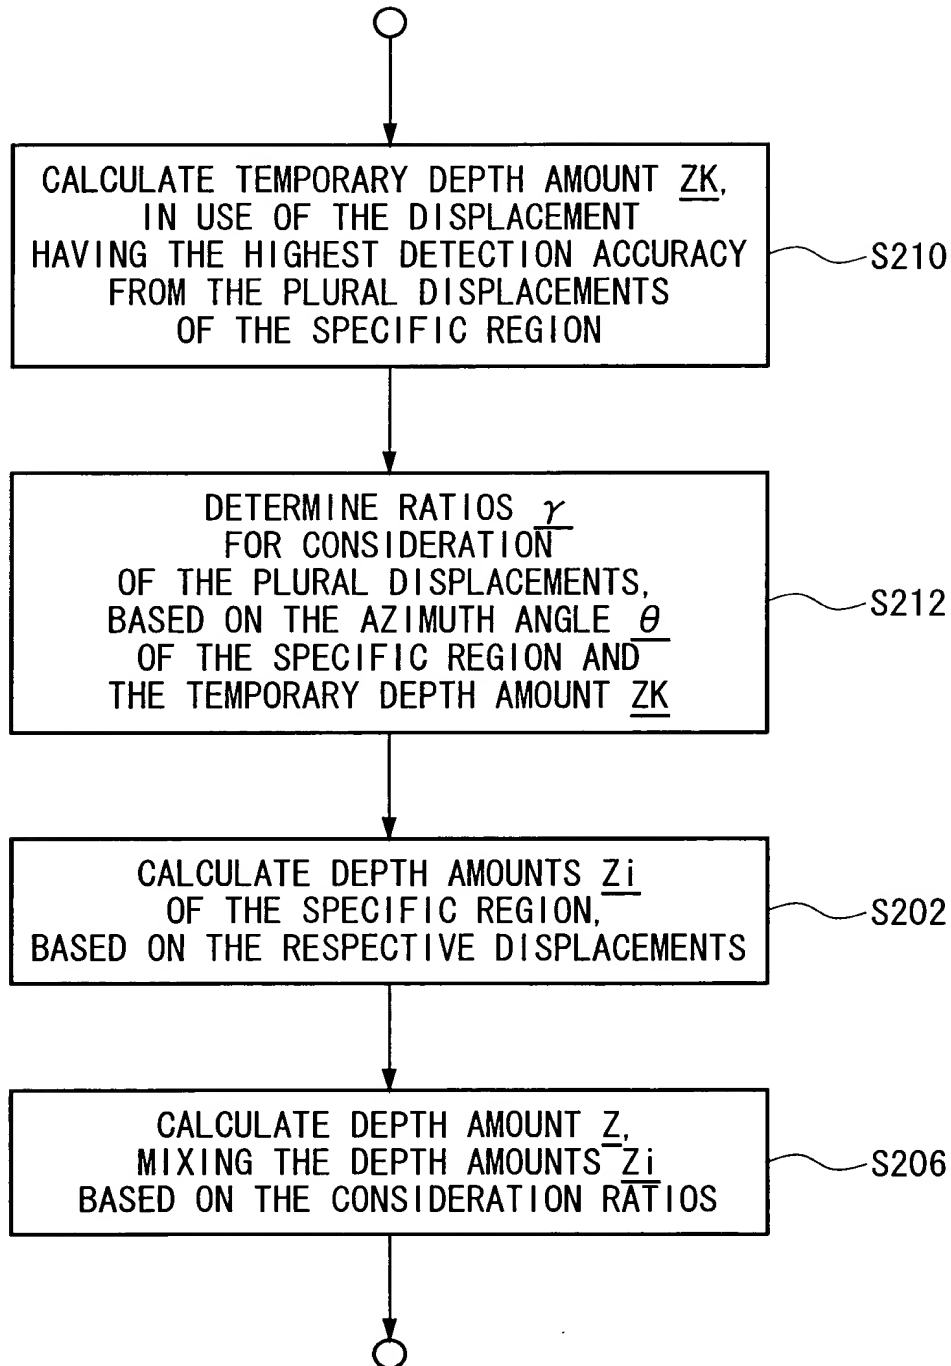 CALCULATE TEMPORARY DEPTH AMOUNT ZK,
IN USE OF THE DISPLACEMENT
HAVING THE HIGHEST DETECTION ACCURACY
FROM THE PLURAL DISPLACEMENTS
OF THE SPECIFIC REGION
S210
DETERMINE RATIOS γ
FOR CONSIDERATION
OF THE PLURAL DISPLACEMENTS,
BASED ON THE AZIMUTH ANGLE θ
OF THE SPECIFIC REGION AND
THE TEMPORARY DEPTH AMOUNT ZK
S212
CALCULATE DEPTH AMOUNTS Zi
OF THE SPECIFIC REGION,
BASED ON THE RESPECTIVE DISPLACEMENTS
S202
CALCULATE DEPTH AMOUNT Z,
MIXING THE DEPTH AMOUNTS Zi
BASED ON THE CONSIDERATION RATIOS
S206